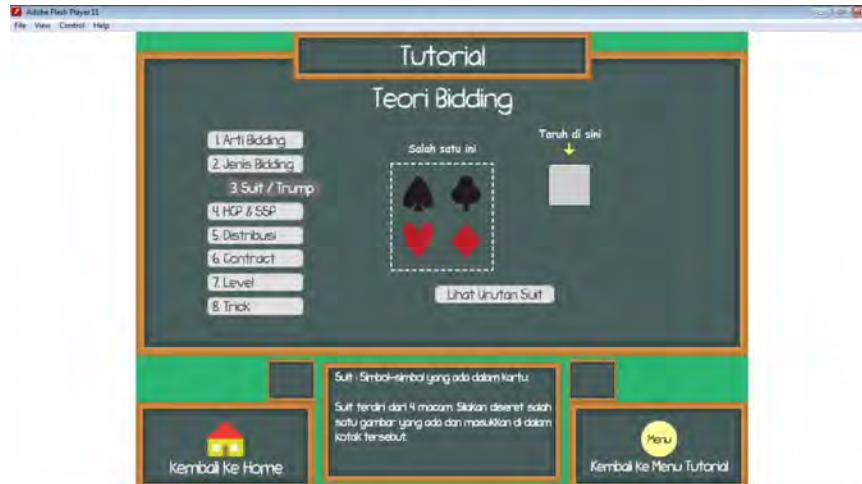 Adobe Flash Player 11
File View Control Help
Tutorial
Teori Bidding
1. Arti Bidding
2. Jenis Bidding
3. Suit / Trump
4. HCP & SSP
5. Distribusi
6. Contract
7. Level
8. Trick
Salah satu ini
Taruh di sini
Lihat Urutan Suit
Suit : Simbol-simbol yang ada dalam kartu.
Suit terdiri dari 4 macam. Silakan diseret salah
satu gambar yang ada dan masukkan di dalam
kotak tersebut.
Kembali Ke Home
Menu
Kembali Ke Menu Tutorial